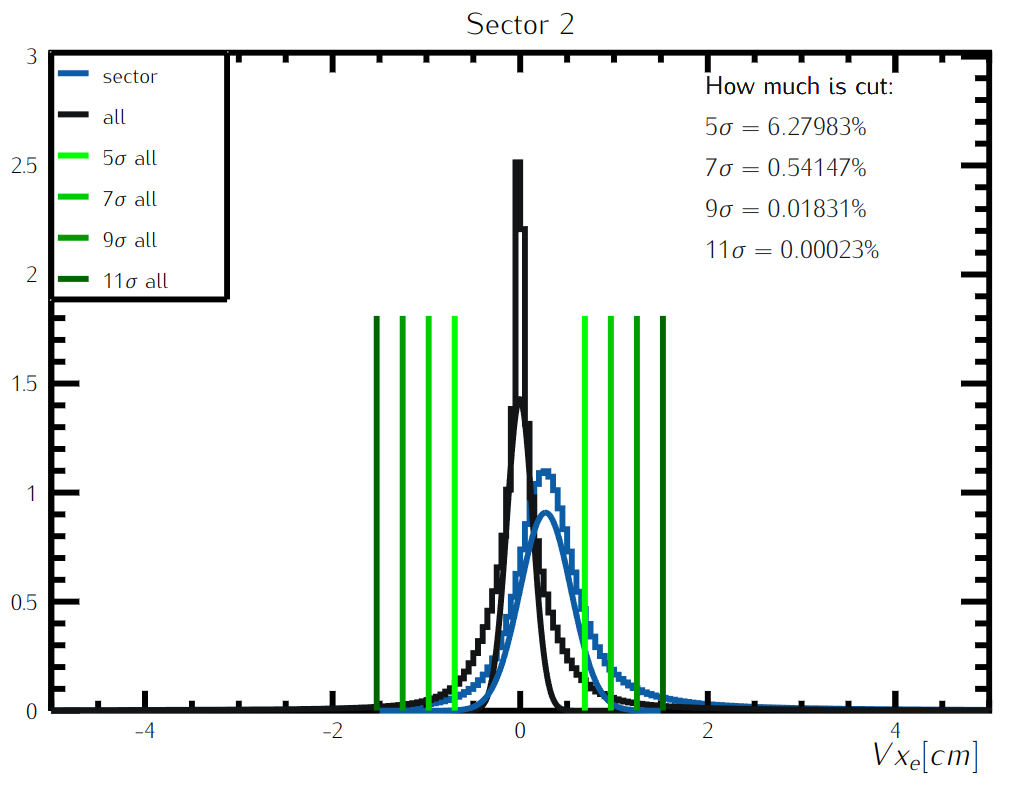 Sector 2
sector
all
5σ all
7σ all
9σ all
11σ all
How much is cut:
5σ = 6.27983%
7σ = 0.54147%
9σ = 0.01831%
11σ = 0.00023%
3
2.5
2
1.5
1
0.5
0
-4 -2 0 2 4
Vxₑ[cm]